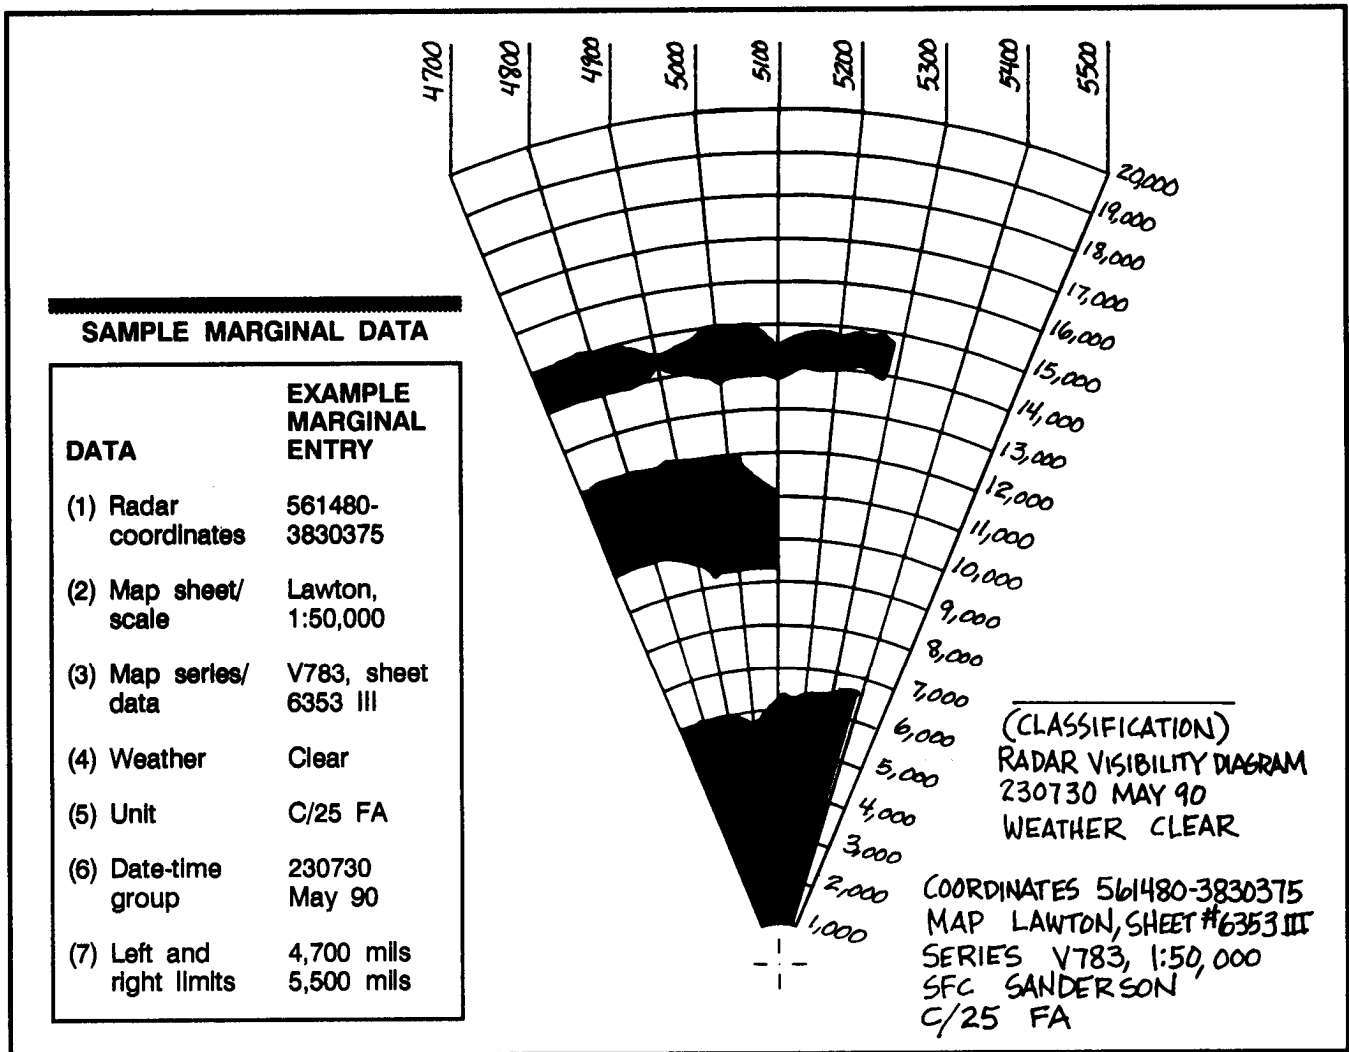 4700
4800
4900
5000
5100
5200
5300
5400
5500
20,000
19,000
18,000
17,000
16,000
15,000
14,000
13,000
12,000
11,000
10,000
9,000
8,000
7,000
6,000
5,000
4,000
3,000
2,000
1,000
SAMPLE MARGINAL DATA
DATA
EXAMPLE
MARGINAL
ENTRY
(1) Radar 561480-
coordinates 3830375
(2) Map sheet/ Lawton,
scale 1:50,000
(3) Map series/ V783, sheet
data 6353 III
(4) Weather Clear
(5) Unit C/25 FA
(6) Date-time 230730
group May 90
(7) Left and 4,700 mils
right limits 5,500 mils
(CLASSIFICATION)
RADAR VISIBILITY DIAGRAM
230730 MAY 90
WEATHER CLEAR
COORDINATES 561480-3830375
MAP LAWTON, SHEET #6353 III
SERIES V783, 1:50,000
SFC SANDERSON
C/25 FA